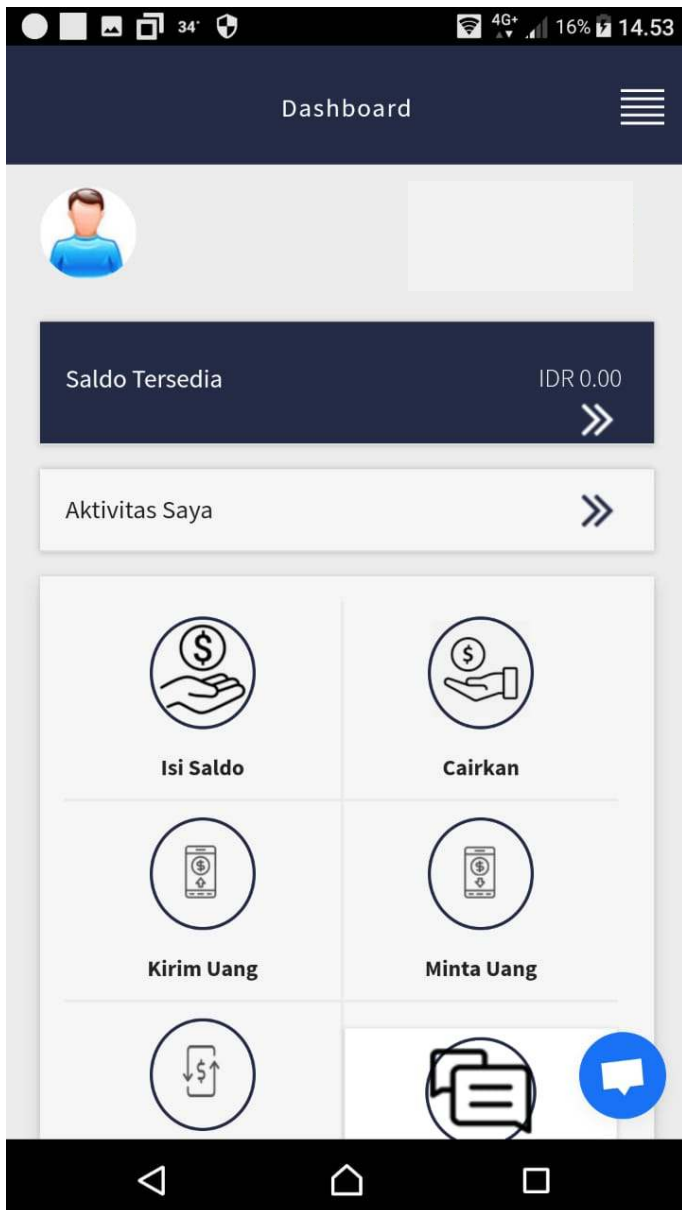 34°
4G+
16%
14.53
Dashboard
Saldo Tersedia
IDR 0.00
Aktivitas Saya
Isi Saldo
Cairkan
Kirim Uang
Minta Uang